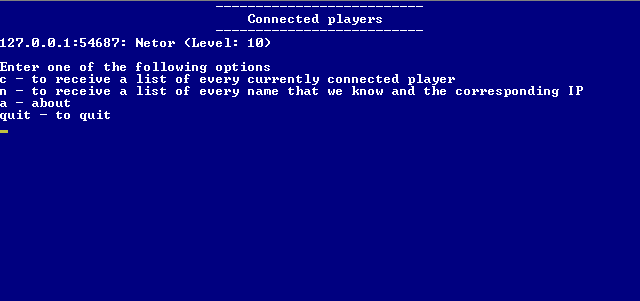 --------------------------
Connected players
--------------------------
127.0.0.1:54687: Netor (Level: 10)
Enter one of the following options
c - to receive a list of every currently connected player
n - to receive a list of every name that we know and the corresponding IP
a - about
quit - to quit